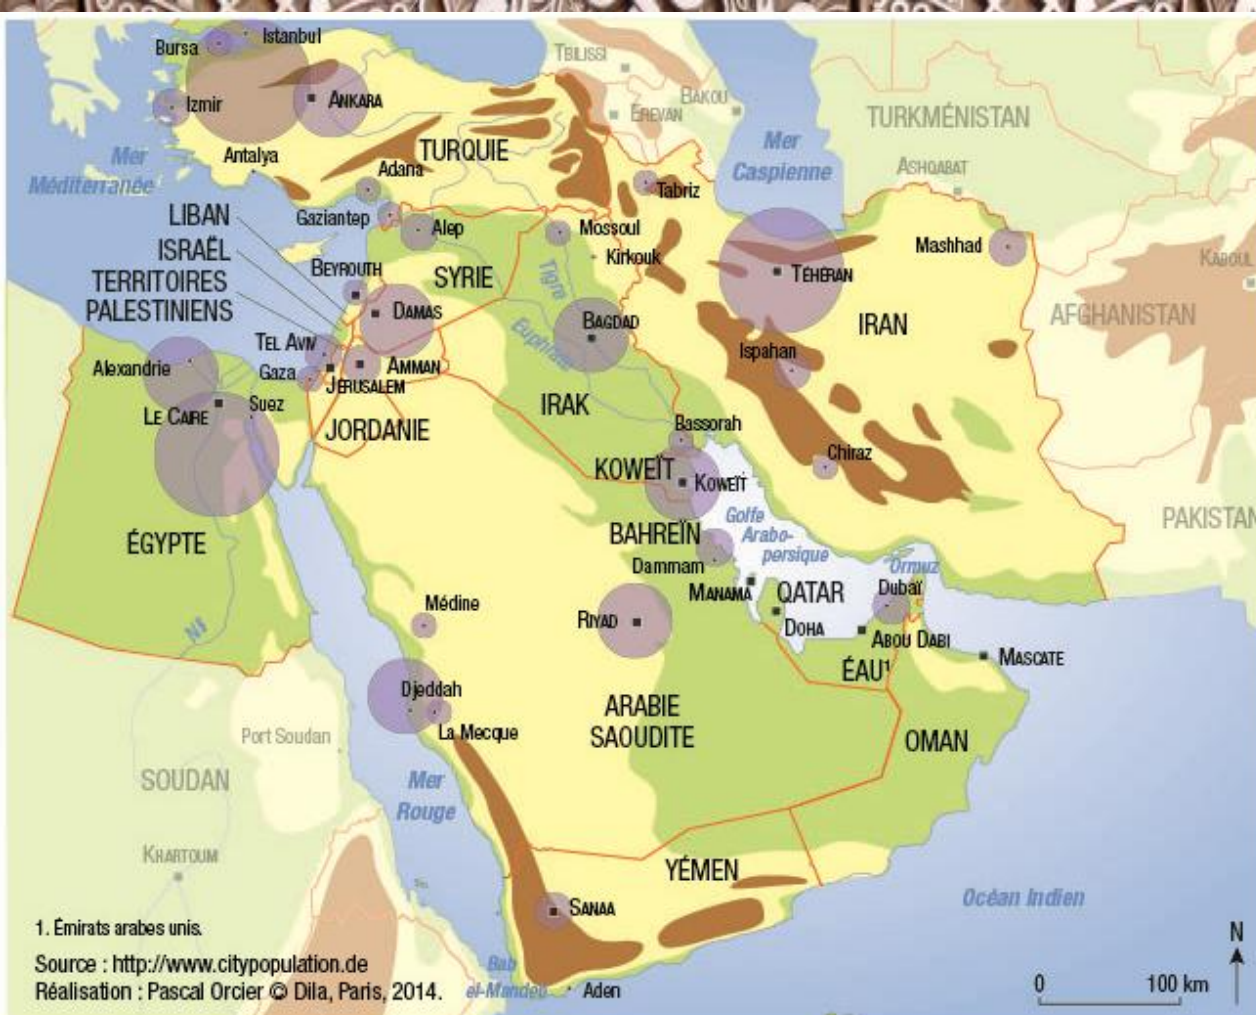 Bursa
Istanbul
Izmir
ANKARA
TBILISSI
EREVAN
BAKOU
Mer
Caspienne
TURKMÉNISTAN
ASHQABAT
Mer
Méditerranée
Antalya
TURQUIE
Adana
Tabriz
Gaziantep
Alep
Mossoul
Kirkouk
Mashhad
KABOUL
LIBAN
ISRAËL
TERRITOIRES
PALESTINIENS
BEYROUTH
SYRIE
Tigre
TÉHÉRAN
DAMAS
BAGDAD
Euphrate
IRAN
AFGHANISTAN
Alexandrie
TEL AVIV
Gaza
JÉRUSALEM
AMMAN
Ispahan
LE CAIRE
Suez
JORDANIE
IRAK
Bassorah
Chiraz
KOWEÏT
KOWEÏT
ÉGYPTE
BAHREÏN
Golfe
Arabo-
persique
PAKISTAN
Dammam
MANAMA
QATAR
DOHA
Ormuz
Dubaï
ABOU DABI
ÉAU¹
MASCATE
Nil
Médine
RIYAD
Djeddah
La Mecque
ARABIE
SAOUDITE
OMAN
Port Soudan
SOUDAN
Mer
Rouge
KHARTOUM
YÉMEN
SANAA
Océan Indien
Bab
el-Mandeb
Aden
1. Émirats arabes unis.
Source : http://www.citypopulation.de
Réalisation : Pascal Orcier © Dila, Paris, 2014.
0 100 km
N